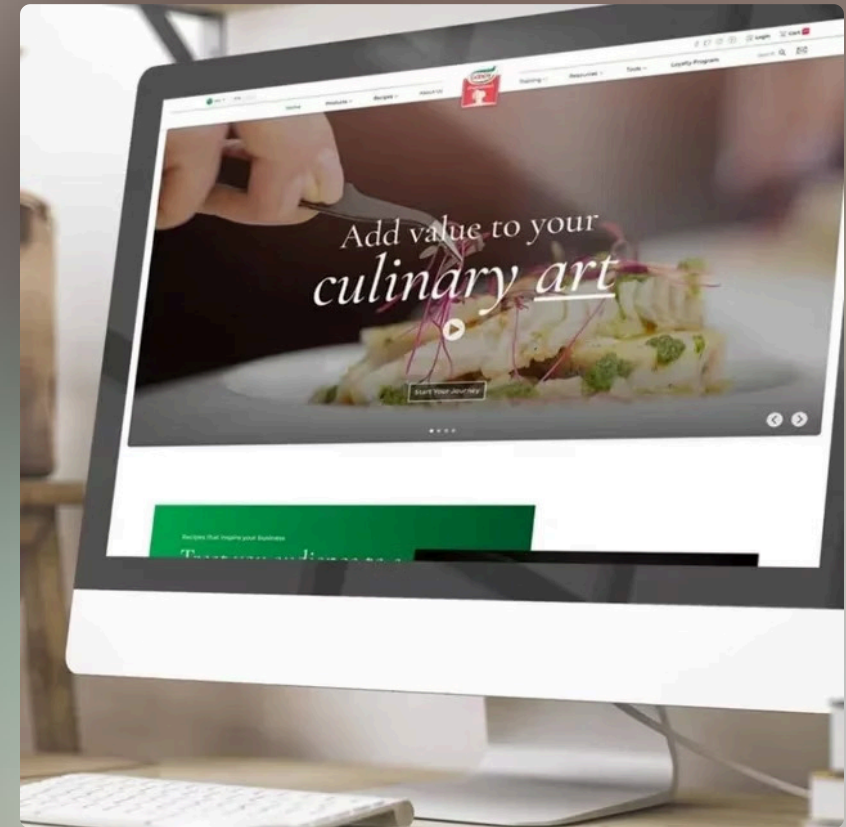 Login Cart
Home Products Recipes About Us Training Resources Tools Loyalty Program
Search
Add value to your
culinary art
Start Your Journey
Recipes that inspire your business